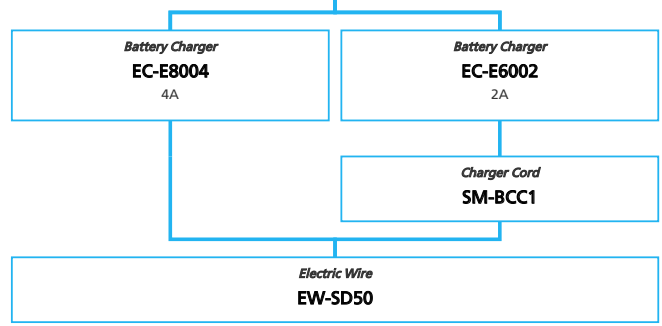 Battery Charger
EC-E8004
4A
Battery Charger
EC-E6002
2A
Charger Cord
SM-BCC1
Electric Wire
EW-SD50